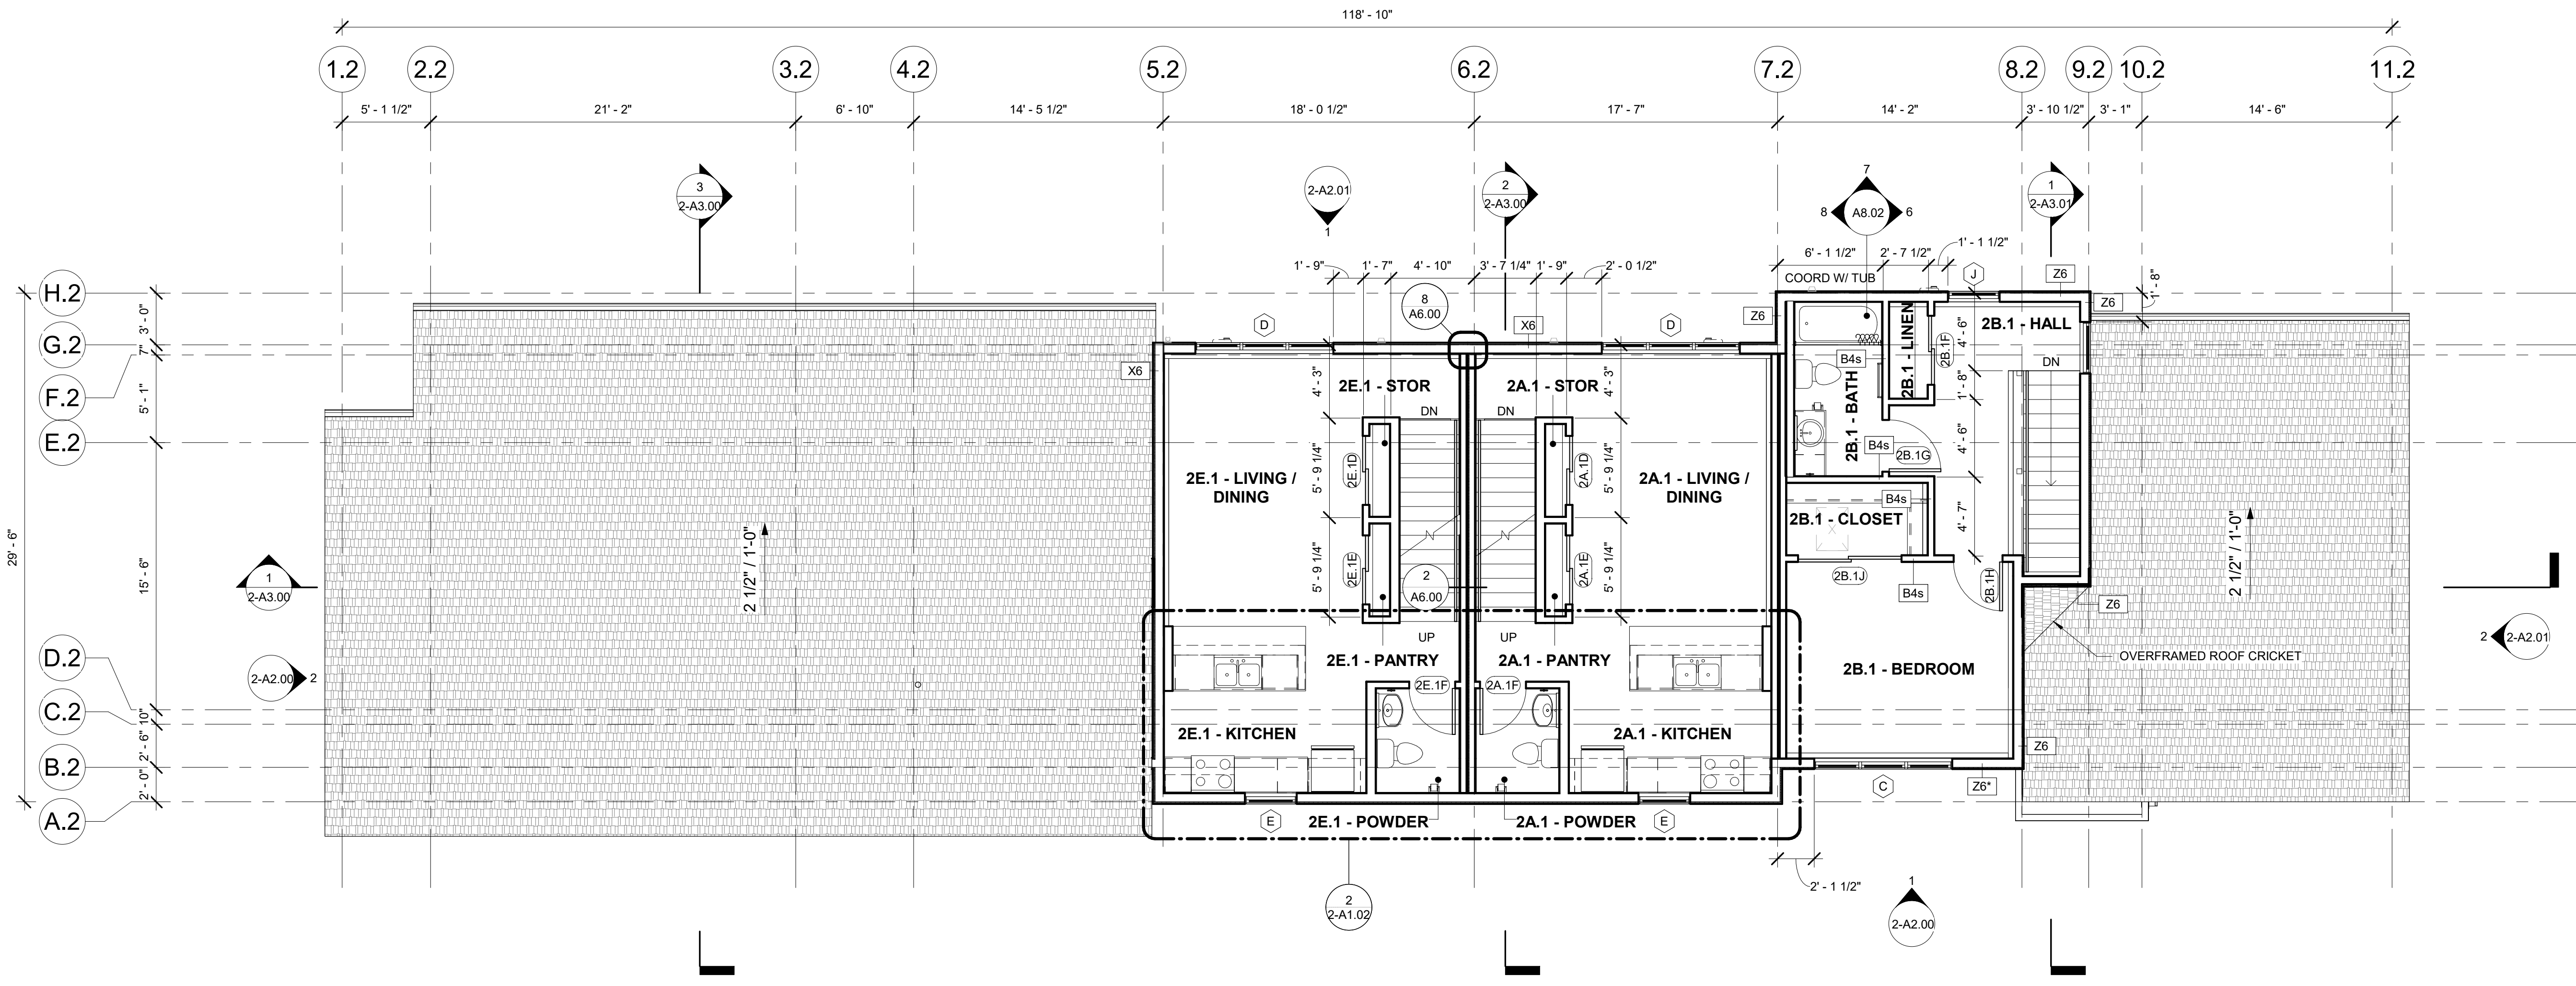 118' - 10"
1.2
2.2
3.2
4.2
5.2
6.2
7.2
8.2
9.2
10.2
11.2
5' - 1 1/2"
21' - 2"
6' - 10"
14' - 5 1/2"
18' - 0 1/2"
17' - 7"
14' - 2"
3' - 10 1/2"
3' - 1"
14' - 6"
3
2-A3.00
2-A2.01
1
2
2-A3.00
7
8
A8.02
6
1
2-A3.01
6' - 1 1/2"
2' - 7 1/2"
1' - 1 1/2"
1' - 9"
1' - 7"
4' - 10"
3' - 7 1/4"
1' - 9"
2' - 0 1/2"
COORD W/ TUB
J
Z6
1' - 8"
H.2
G.2
F.2
E.2
D.2
C.2
B.2
A.2
29' - 6"
3' - 0"
7"
5' - 1"
15' - 6"
10"
2' - 6"
2' - 0"
8
A6.00
D
X6
D
Z6
Z6
X6
2E.1 - STOR
2A.1 - STOR
4' - 3"
4' - 3"
DN
DN
2B.1 - HALL
2B.1 - LINEN
2B.1F
4' - 6"
DN
B4s
2B.1 - BATH
1' - 8"
B4s
2B.1G
4' - 6"
2E.1 - LIVING /
DINING
2E.1D
5' - 9 1/4"
2A.1D
5' - 9 1/4"
2A.1 - LIVING /
DINING
B4s
2B.1 - CLOSET
4' - 7"
2 1/2" / 1'-0"
2 1/2" / 1'-0"
5' - 9 1/4"
2E.1E
2
A6.00
2A.1E
5' - 9 1/4"
2B.1J
B4s
2B.1H
Z6
1
2-A3.00
UP
UP
2E.1 - PANTRY
2A.1 - PANTRY
2B.1 - BEDROOM
OVERFRAMED ROOF CRICKET
2
2-A2.01
2-A2.00
2
2E.1F
2A.1F
2E.1 - KITCHEN
2A.1 - KITCHEN
Z6
C
Z6*
E
2E.1 - POWDER
2A.1 - POWDER
E
2' - 1 1/2"
2
2-A1.02
1
2-A2.00